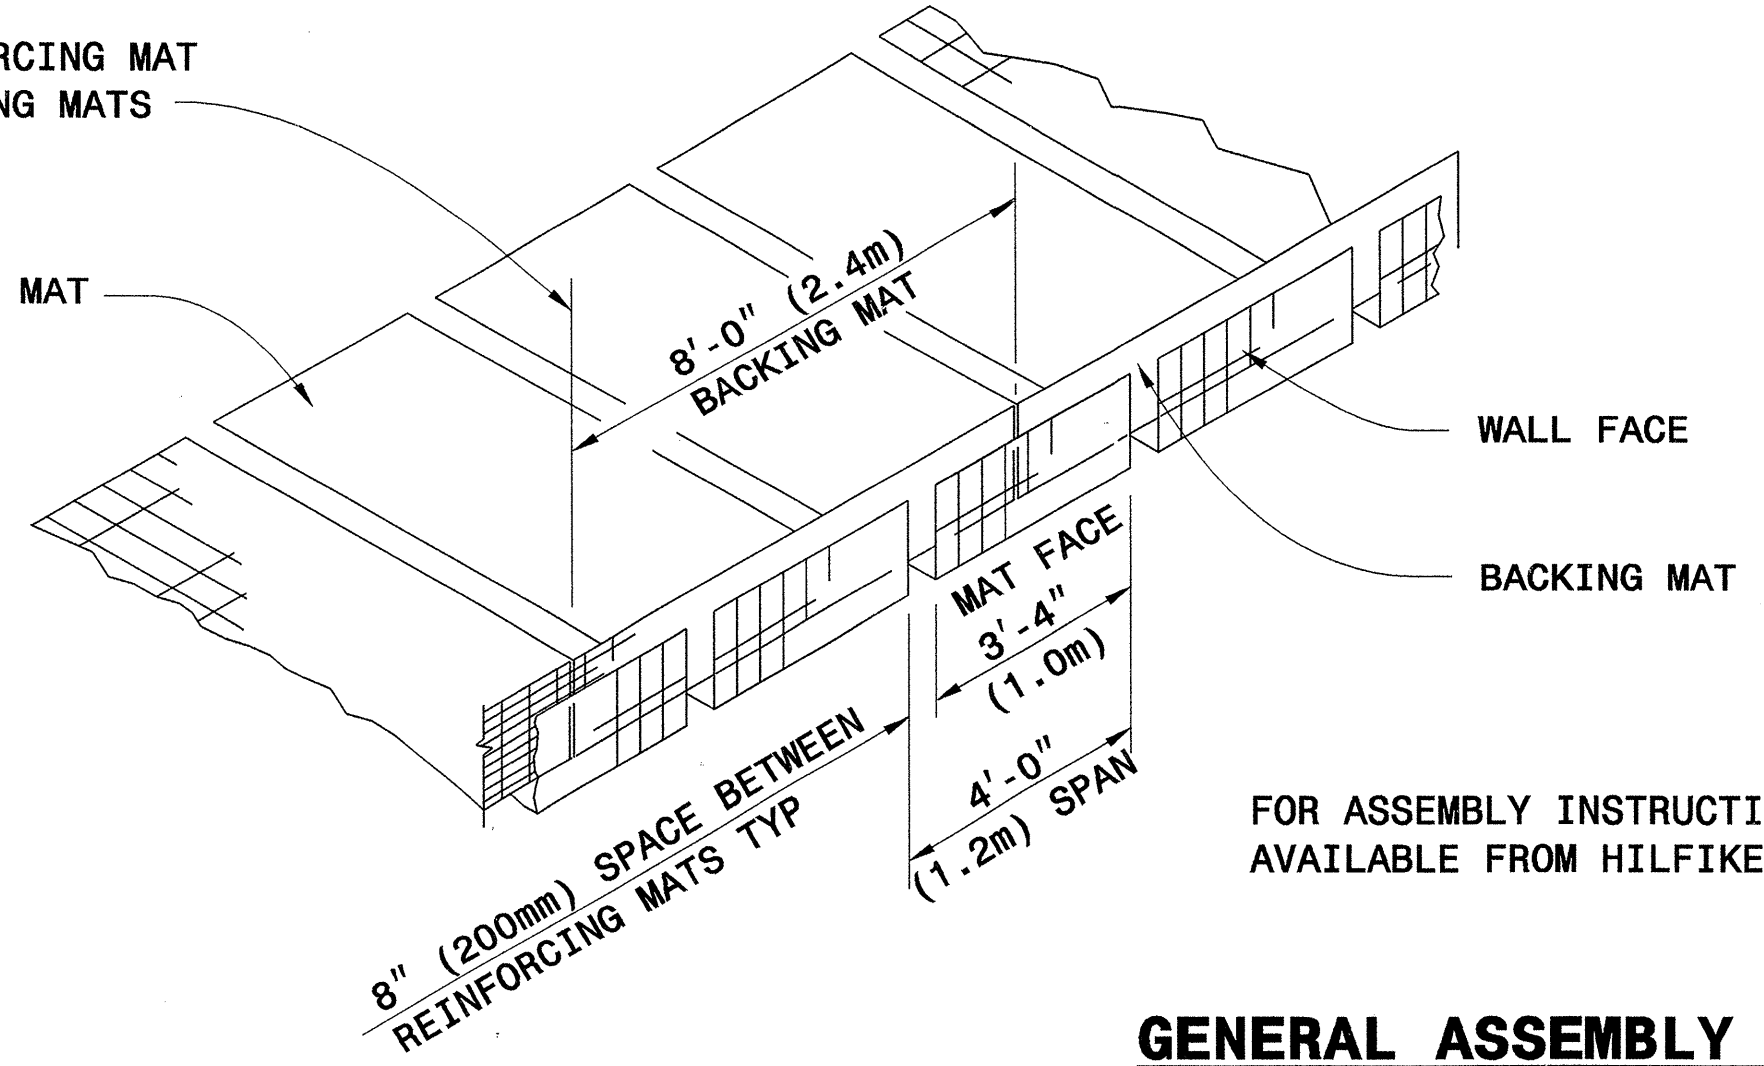 RCING MAT
NG MATS
MAT
8'-0" (2.4m)
BACKING MAT
WALL FACE
BACKING MAT
MAT FACE
3'-4"
(1.0m)
4'-0"
(1.2m) SPAN
8" (200mm) SPACE BETWEEN
REINFORCING MATS TYP
FOR ASSEMBLY INSTRUCTI
AVAILABLE FROM HILFIKE
GENERAL ASSEMBLY